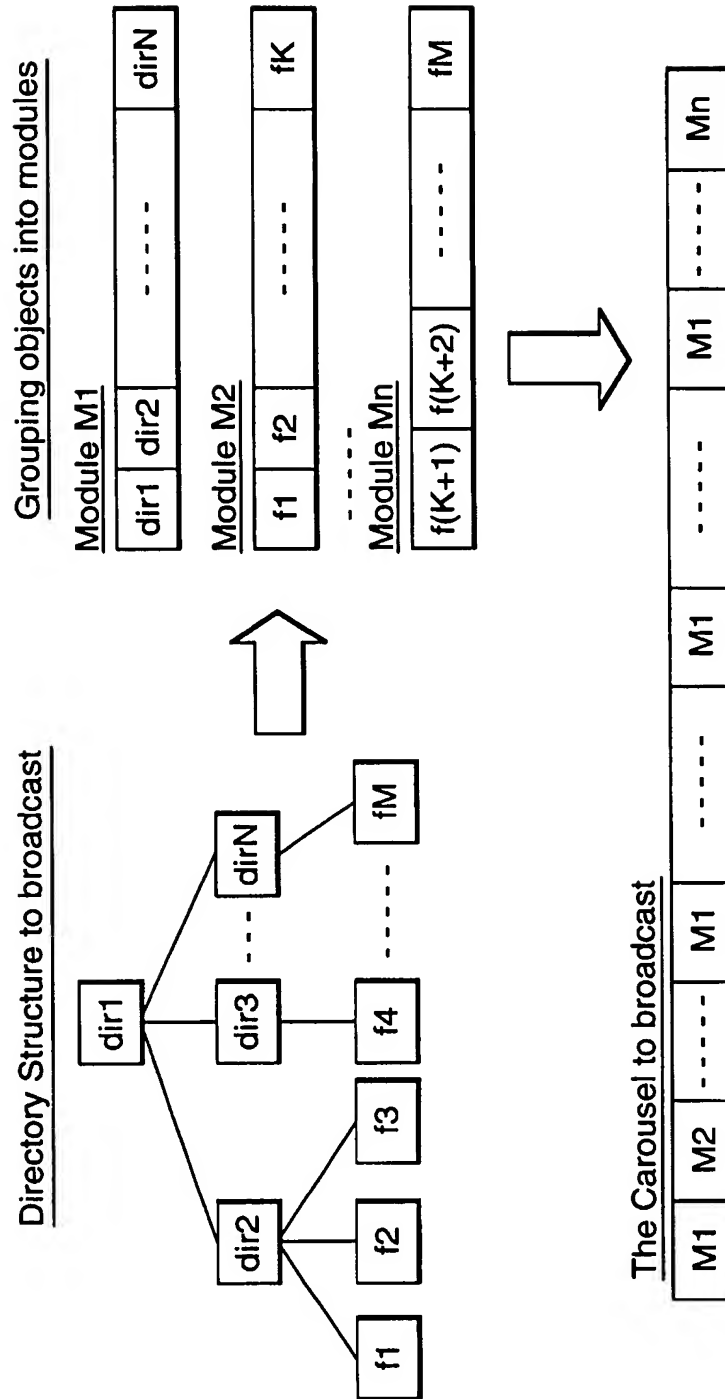 Directory Structure to broadcast
dir1
dir2 dir3 ----- dirN
f1 f2 f3 f4 ------ fM
Grouping objects into modules
Module M1
dir1 dir2 ----- dirN
Module M2
f1 f2 ----- fK
-----
Module Mn
f(K+1) f(K+2) ----- fM
The Carousel to broadcast
M1 M2 ----- M1 ----- M1 ----- M1 ----- Mn